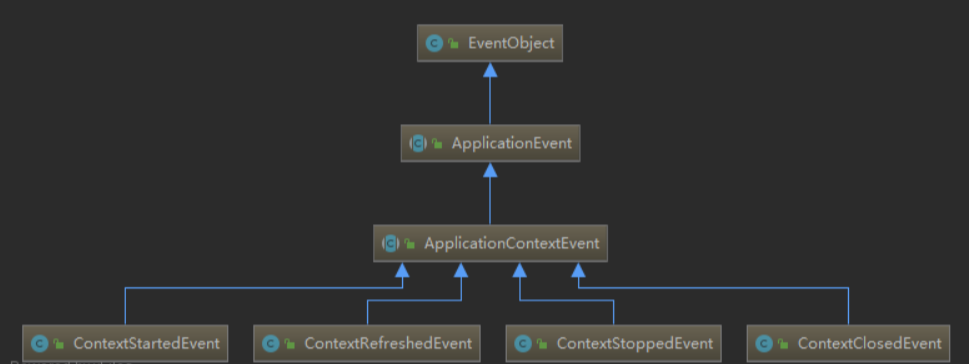 EventObject
ApplicationEvent
ApplicationContextEvent
ContextStartedEvent
ContextRefreshedEvent
ContextStoppedEvent
ContextClosedEvent